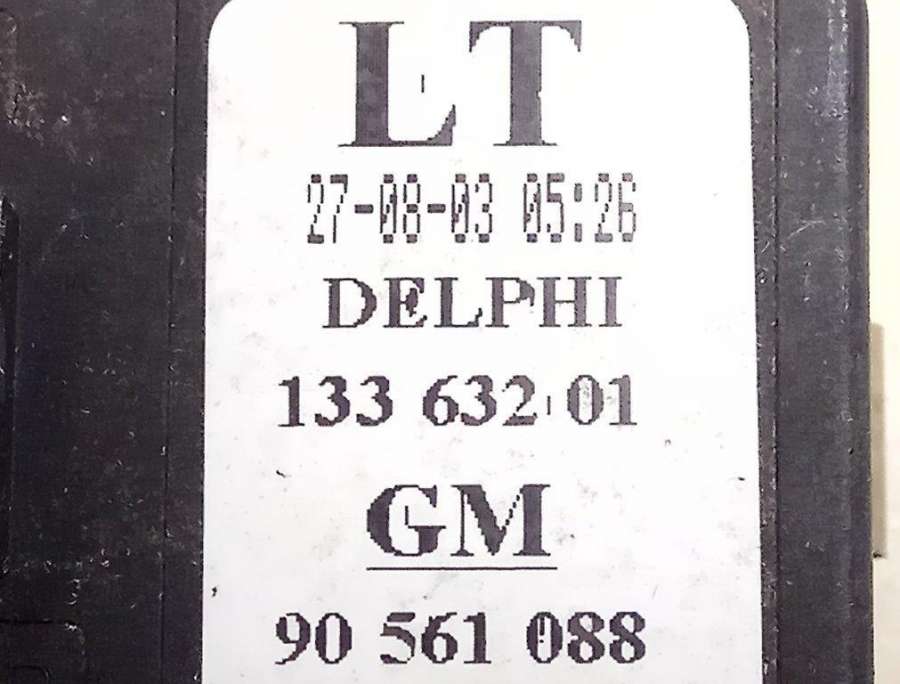 LT
27-08-03 05:26
DELPHI
133 632 01
GM
90 561 088